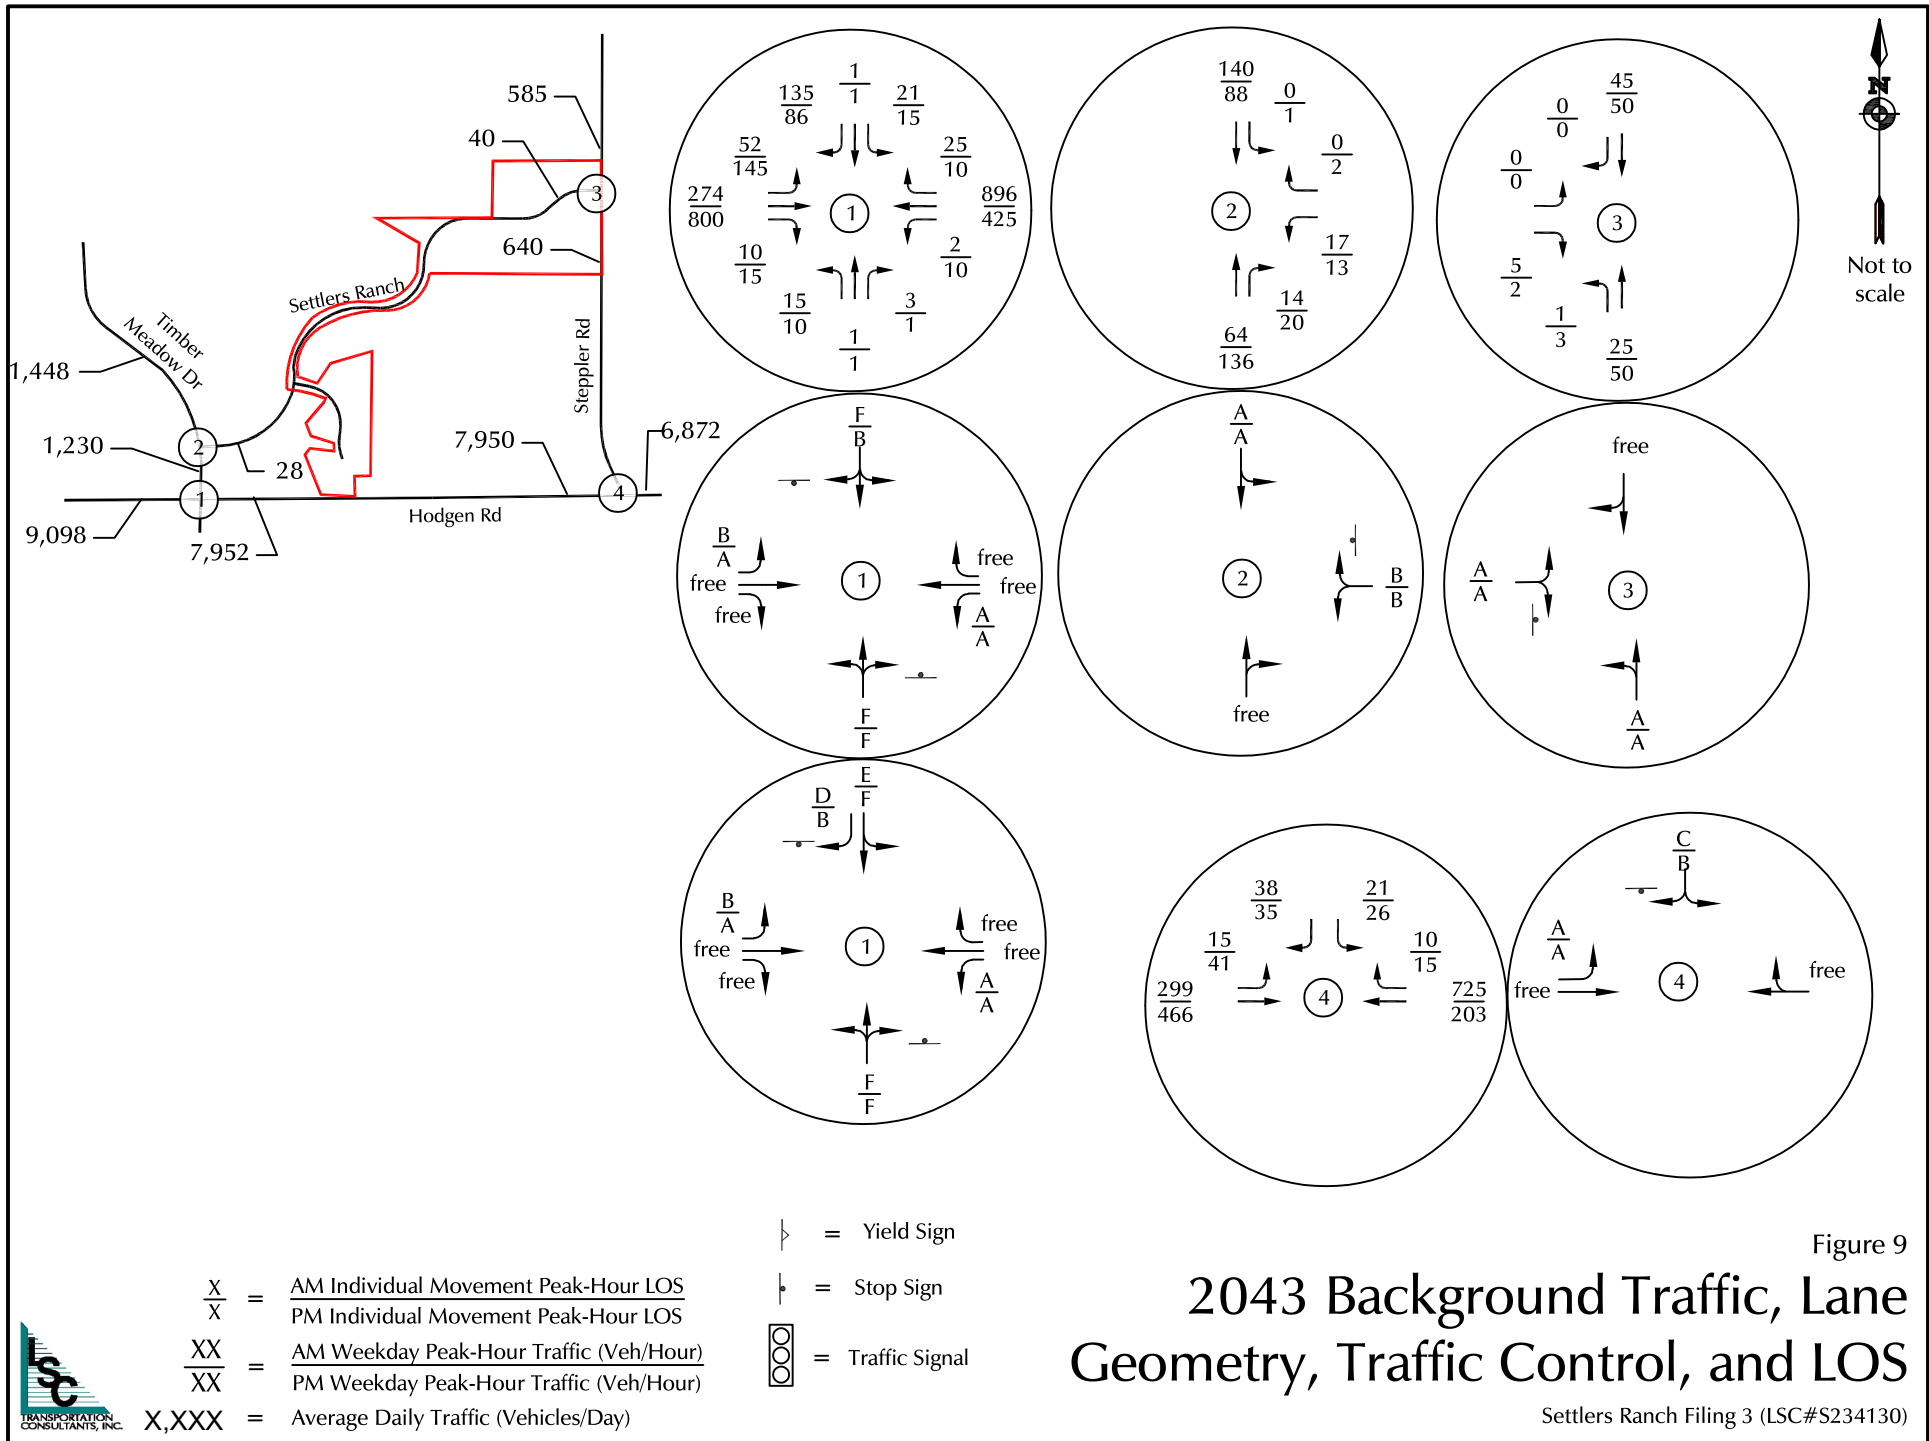 585
40
3
640
Settlers Ranch
Timber
Meadow Dr
Steppler Rd
1,448
2
1,230
28
7,950
6,872
1
4
Hodgen Rd
9,098
7,952
1
1
135
86
21
15
52
145
25
10
274
800
1
896
425
10
15
2
10
15
10
3
1
1
1
140
88
0
1
0
2
2
17
13
14
20
64
136
45
50
0
0
0
0
3
5
2
1
3
25
50
N
Not to
scale
F
B
B
A
free
free
free
1
free
free
A
A
F
F
A
A
2
B
B
free
free
A
A
3
A
A
E
F
D
B
B
A
free
free
1
free
free
A
A
F
F
38
35
21
26
15
41
10
15
299
466
4
725
203
C
B
A
A
free
4
free
X
X
=
AM Individual Movement Peak-Hour LOS
PM Individual Movement Peak-Hour LOS
XX
XX
=
AM Weekday Peak-Hour Traffic (Veh/Hour)
PM Weekday Peak-Hour Traffic (Veh/Hour)
X,XXX = Average Daily Traffic (Vehicles/Day)
= Yield Sign
= Stop Sign
= Traffic Signal
LSC
TRANSPORTATION
CONSULTANTS, INC.
Figure 9
2043 Background Traffic, Lane
Geometry, Traffic Control, and LOS
Settlers Ranch Filing 3 (LSC#S234130)